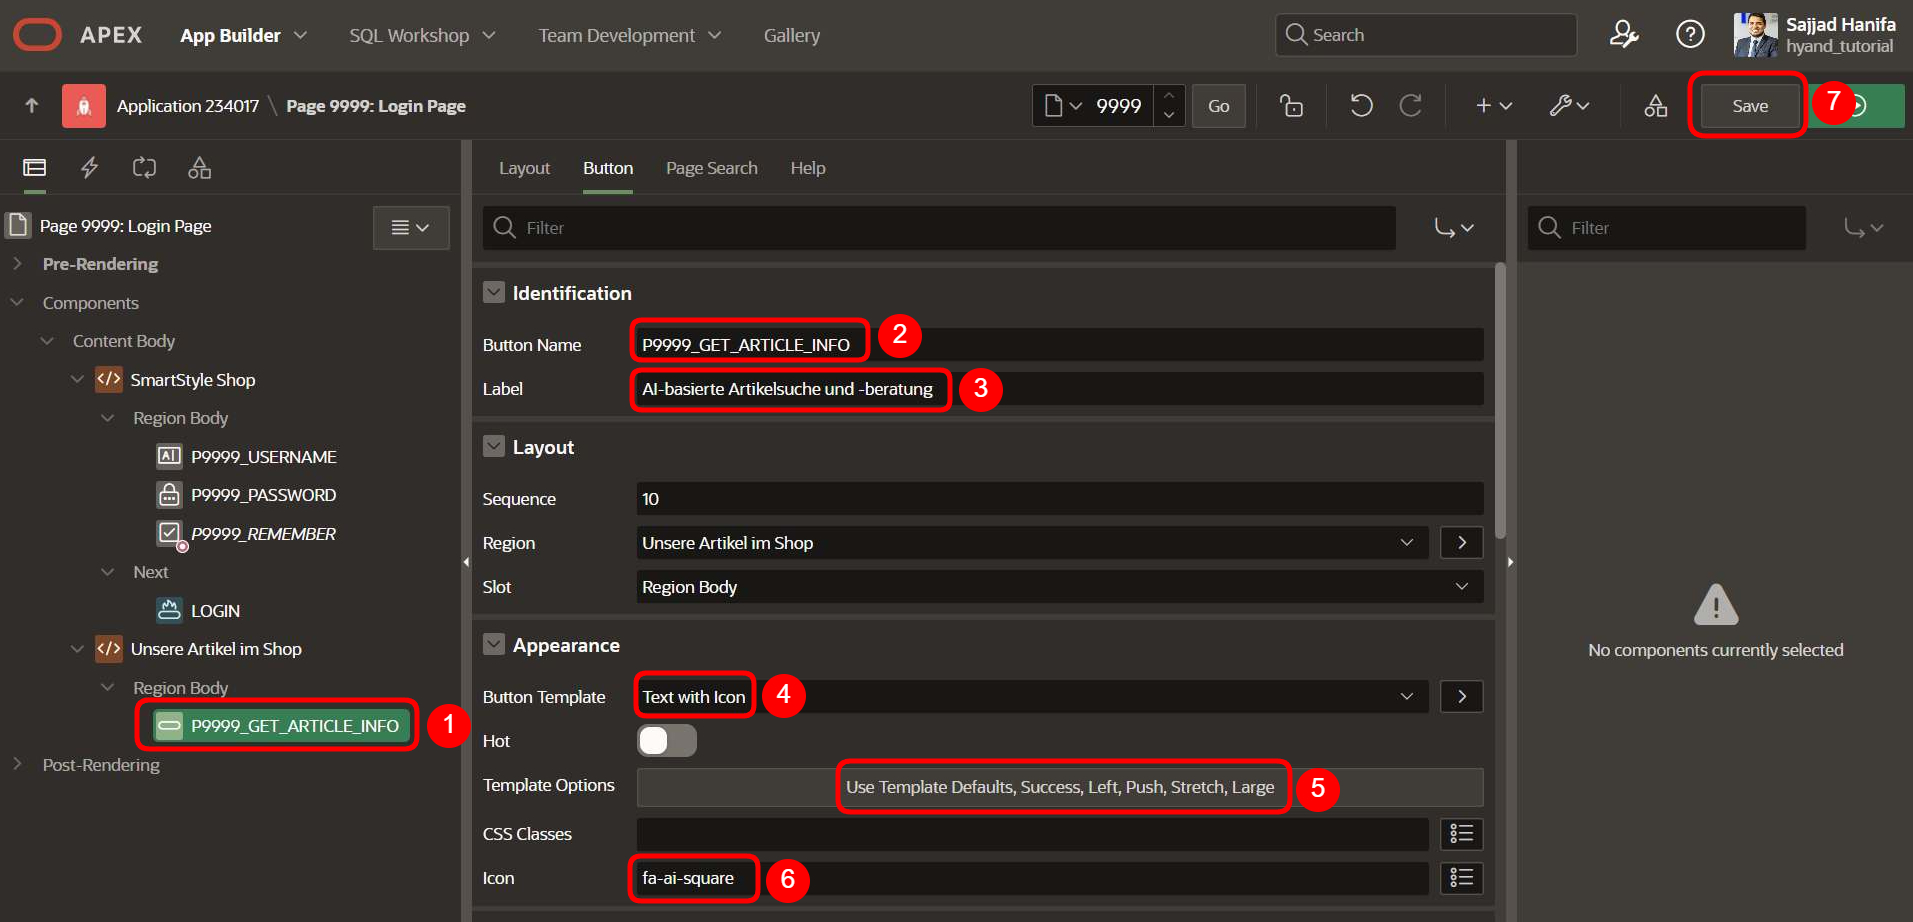 APEX
App Builder
SQL Workshop
Team Development
Gallery
Search
Sajjad Hanifa
hyand_tutorial
Application 234017 \ Page 9999: Login Page
9999
Go
Save
7
Layout
Button
Page Search
Help
Page 9999: Login Page
Filter
Filter
Pre-Rendering
Components
Content Body
SmartStyle Shop
Region Body
P9999_USERNAME
P9999_PASSWORD
P9999_REMEMBER
Next
LOGIN
Unsere Artikel im Shop
Region Body
P9999_GET_ARTICLE_INFO
1
Post-Rendering
Identification
Button Name
P9999_GET_ARTICLE_INFO
2
Label
AI-basierte Artikelsuche und -beratung
3
Layout
Sequence
10
Region
Unsere Artikel im Shop
Slot
Region Body
Appearance
Button Template
Text with Icon
4
Hot
Template Options
Use Template Defaults, Success, Left, Push, Stretch, Large
5
CSS Classes
Icon
fa-ai-square
6
No components currently selected